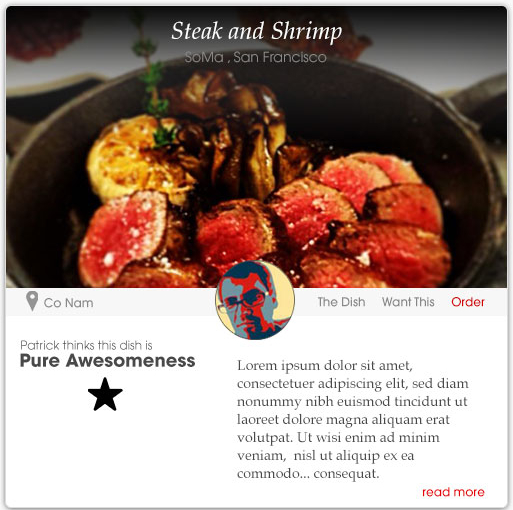 Steak and Shrimp
SoMa , San Francisco
Co Nam
The Dish Want This Order
Patrick thinks this dish is
Pure Awesomeness
Lorem ipsum dolor sit amet,
consectetuer adipiscing elit, sed diam
nonummy nibh euismod tincidunt ut
laoreet dolore magna aliquam erat
volutpat. Ut wisi enim ad minim
veniam,  nisl ut aliquip ex ea
commodo... consequat.
read more